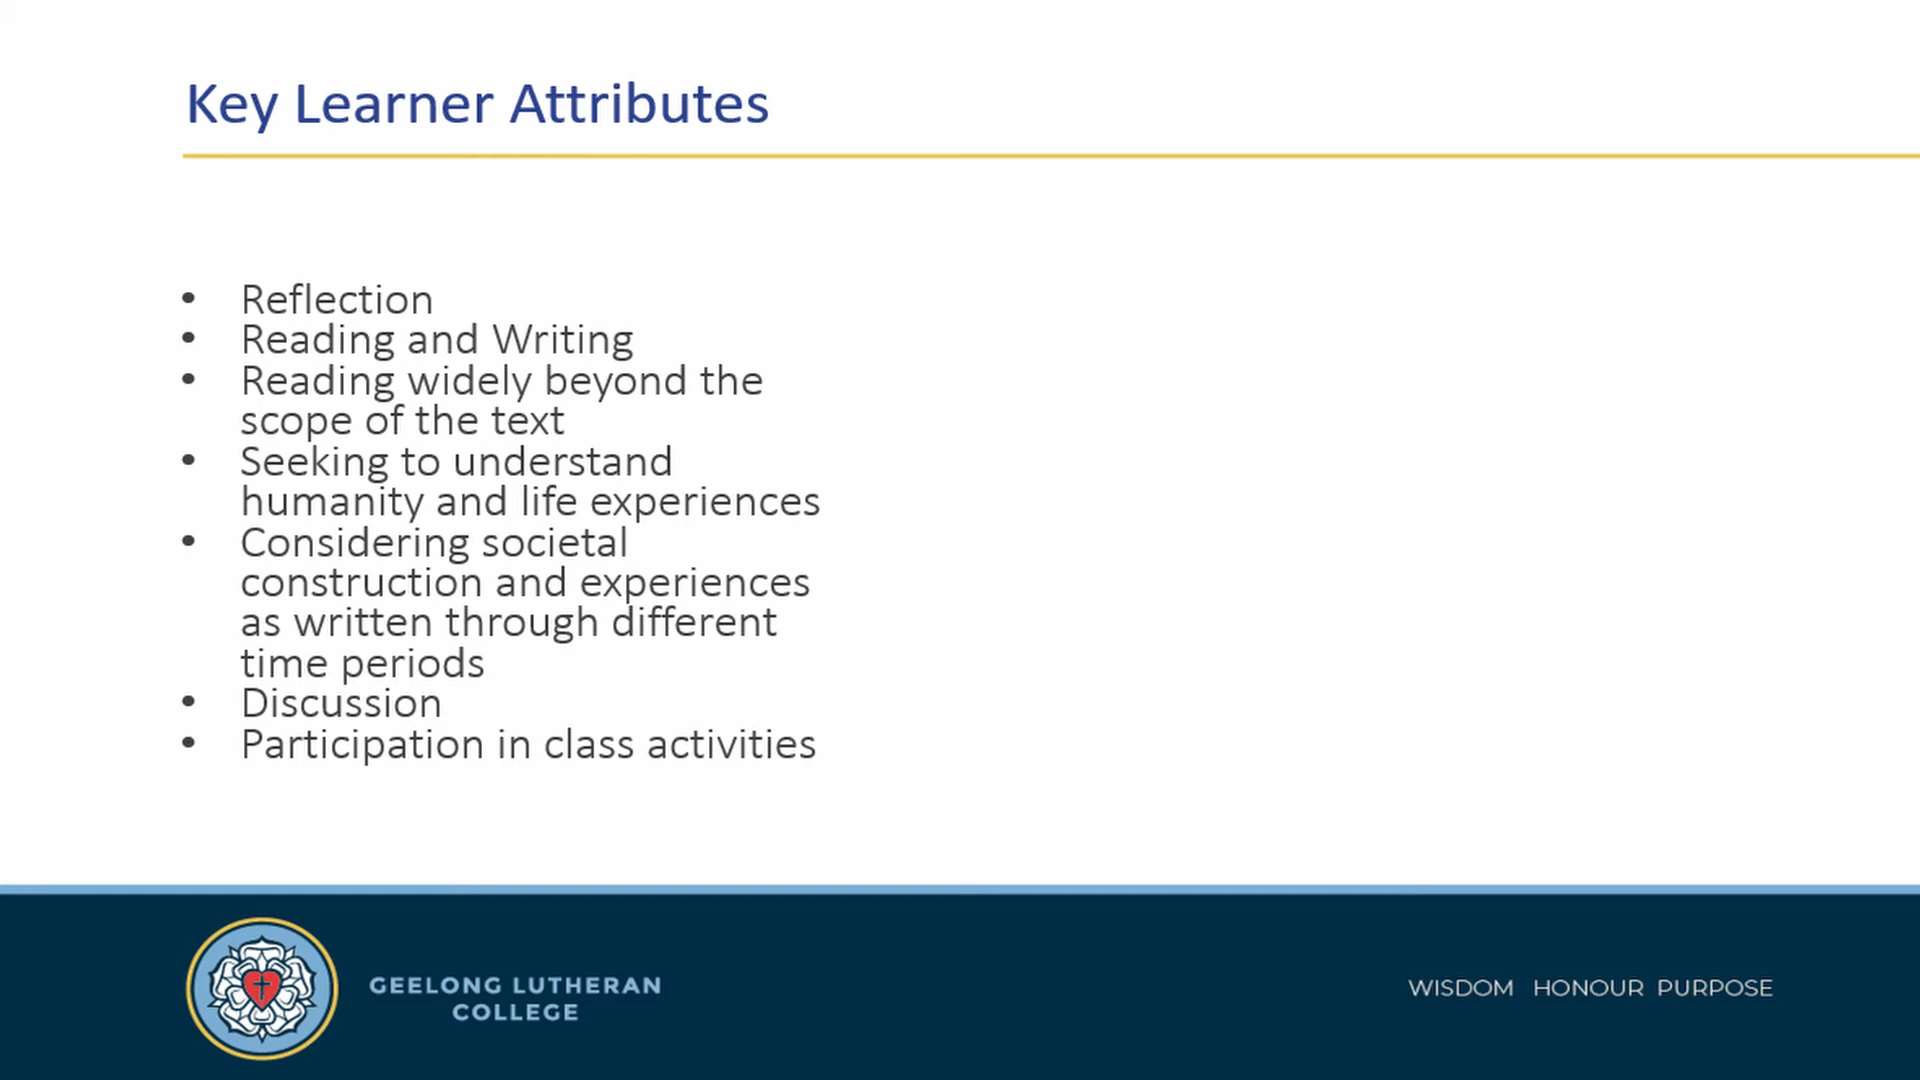 Key Learner Attributes
• Reflection
• Reading and Writing
• Reading widely beyond the
scope of the text
• Seeking to understand
humanity and life experiences
• Considering societal
construction and experiences
as written through different
time periods
• Discussion
• Participation in class activities
GEELONG LUTHERAN
COLLEGE
WISDOM HONOUR PURPOSE